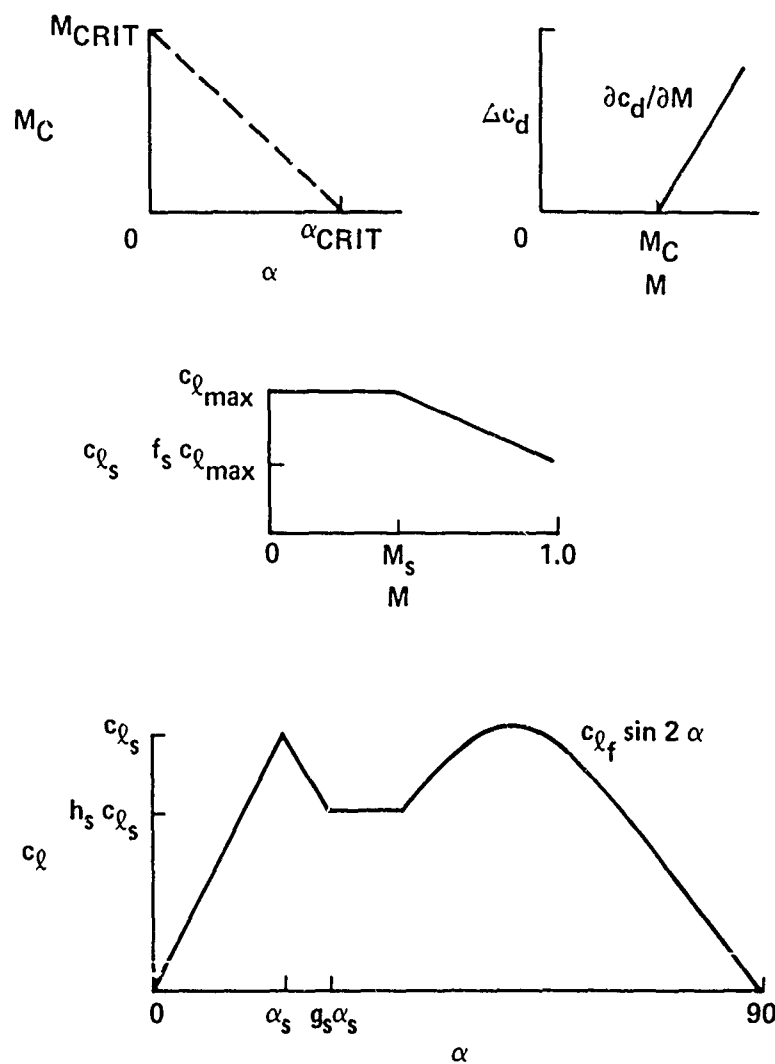 M_CRIT
M_C
0
α_CRIT
α
Δc_d
∂c_d/∂M
0
M_C
M
c_ℓmax
c_ℓs
f_s c_ℓmax
0
M_s
1.0
M
c_ℓs
h_s c_ℓs
c_ℓ
c_ℓf sin 2 α
0
α_s
g_sα_s
90
α